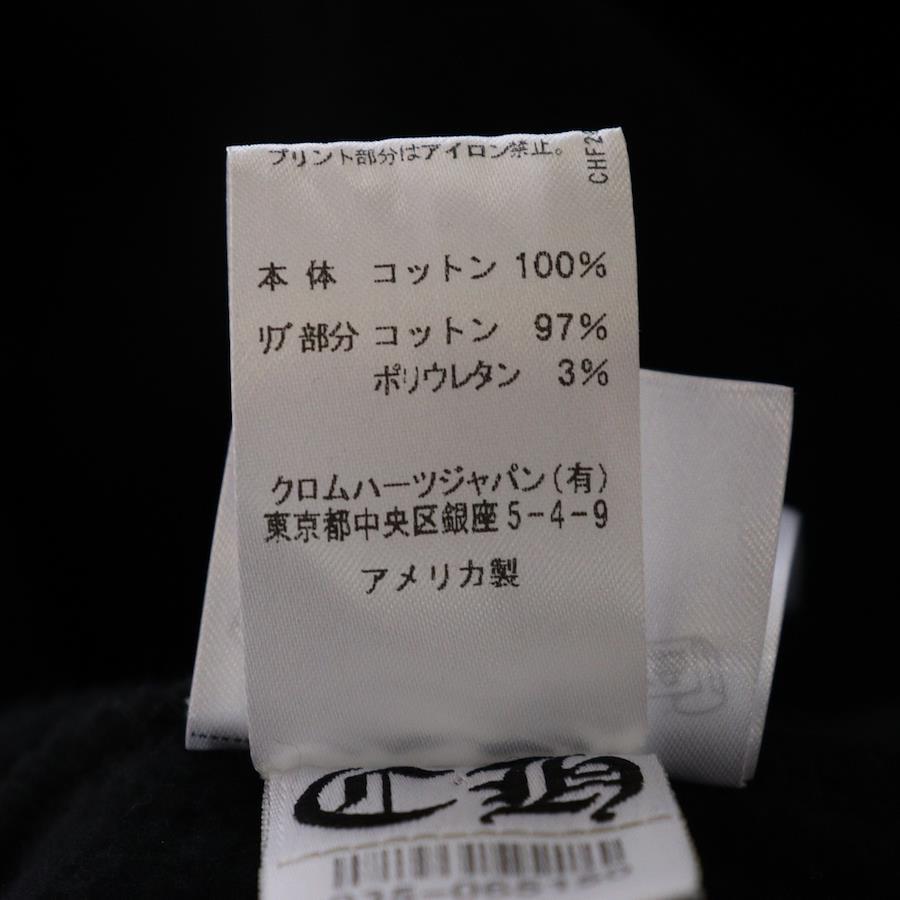 プリント部分はアイロン禁止。
本体 コットン 100%
リブ部分 コットン 97%
ポリウレタン 3%
クロムハーツジャパン(有)
東京都中央区銀座5-4-9
アメリカ製